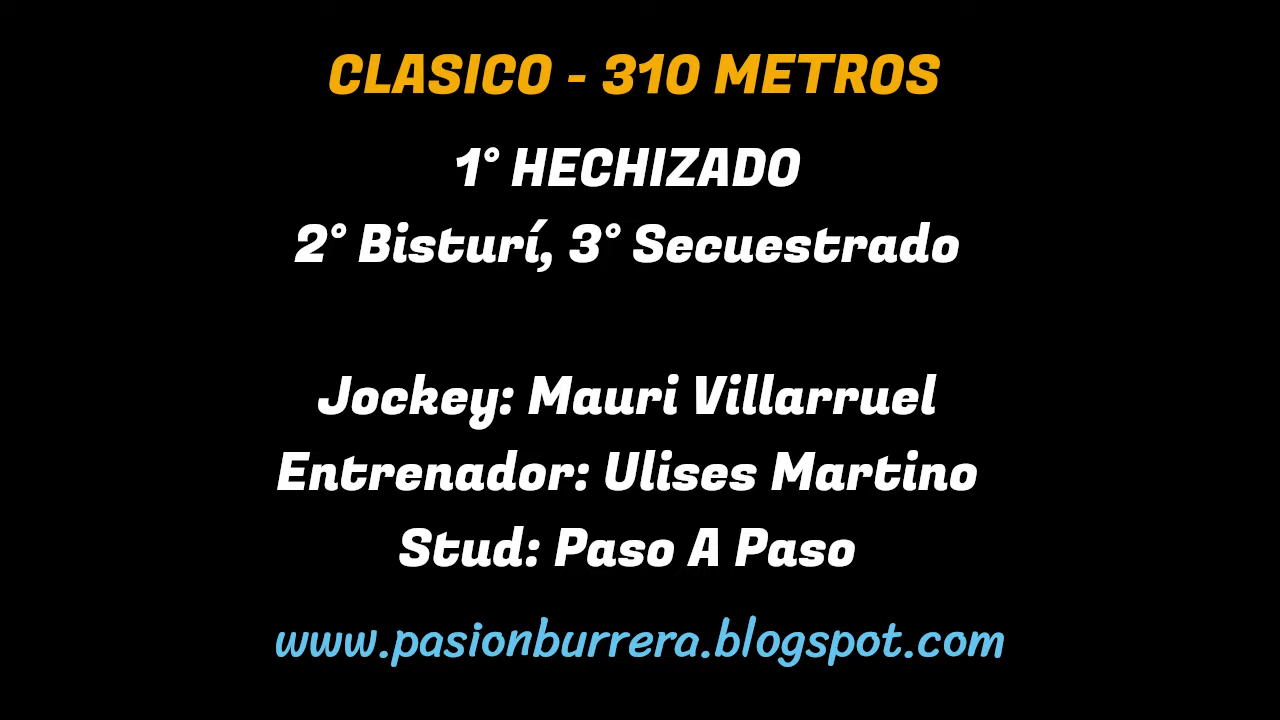 CLASICO - 310 METROS
1° HECHIZADO
2° Bisturí, 3° Secuestrado
Jockey: Mauri Villarruel
Entrenador: Ulises Martino
Stud: Paso A Paso
www.pasionburrera.blogspot.com